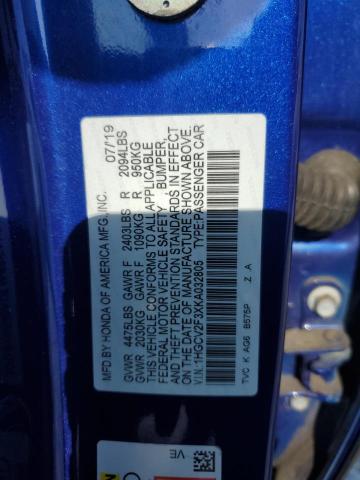 MFD. BY HONDA OF AMERICA MFG., INC. 07/19
GVWR 4475LBS GAWR F 2403LBS R 2094LBS
GVWR 2030KG GAWR F 1090KG R 950KG
THIS VEHICLE CONFORMS TO ALL APPLICABLE
FEDERAL MOTOR VEHICLE SAFETY, BUMPER,
AND THEFT PREVENTION STANDARDS IN EFFECT
ON THE DATE OF MANUFACTURE SHOWN ABOVE.
V.I.N. 1HGCV2F3XKA032805 TYPE:PASSENGER CAR
TVC K AG6 B575P Z A
VE